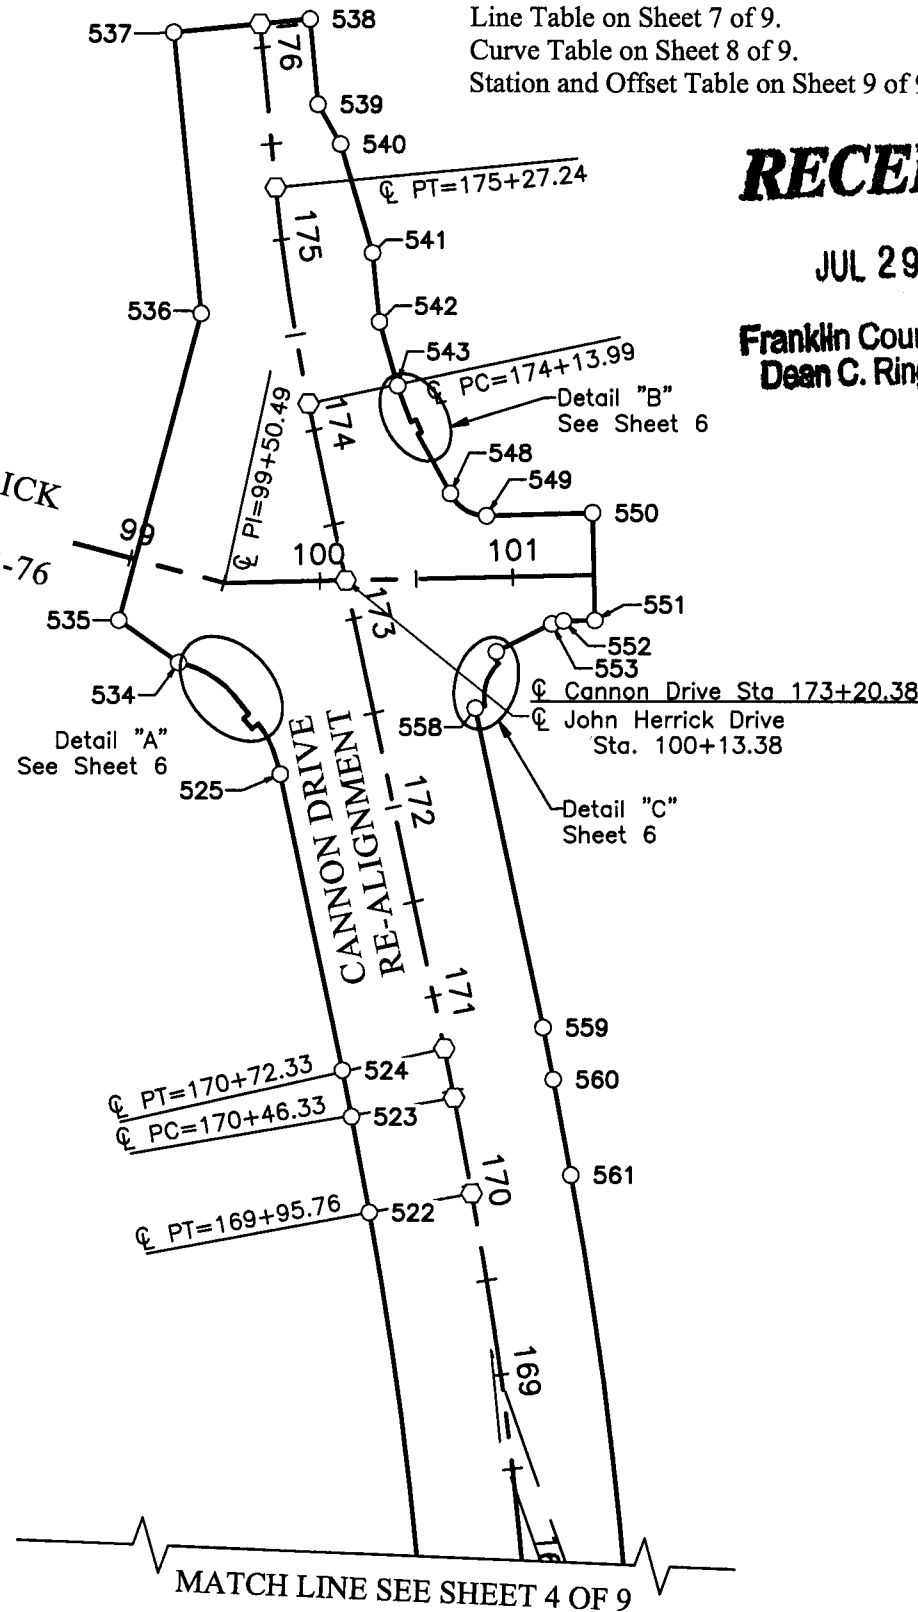 Line Table on Sheet 7 of 9.
Curve Table on Sheet 8 of 9.
Station and Offset Table on Sheet 9 of
537
538
176
539
540
℄ PT=175+27.24
JUL 29
175
541
536
542
Franklin
Dean C.
543
℄ PC=174+13.99
Detail "B"
See Sheet 6
174
℄ PI=99+50.49
548
549
550
99
100
101
-76
173
535
551
552
553
534
℄ Cannon Drive Sta 173+20.38
558
℄ John Herrick Drive
Sta. 100+13.38
Detail "A"
See Sheet 6
525
CANNON DRIVE
RE-ALIGNMENT
172
Detail "C"
Sheet 6
171
559
℄ PT=170+72.33
524
560
℄ PC=170+46.33
523
170
561
℄ PT=169+95.76
522
169
MATCH LINE SEE SHEET 4 OF 9